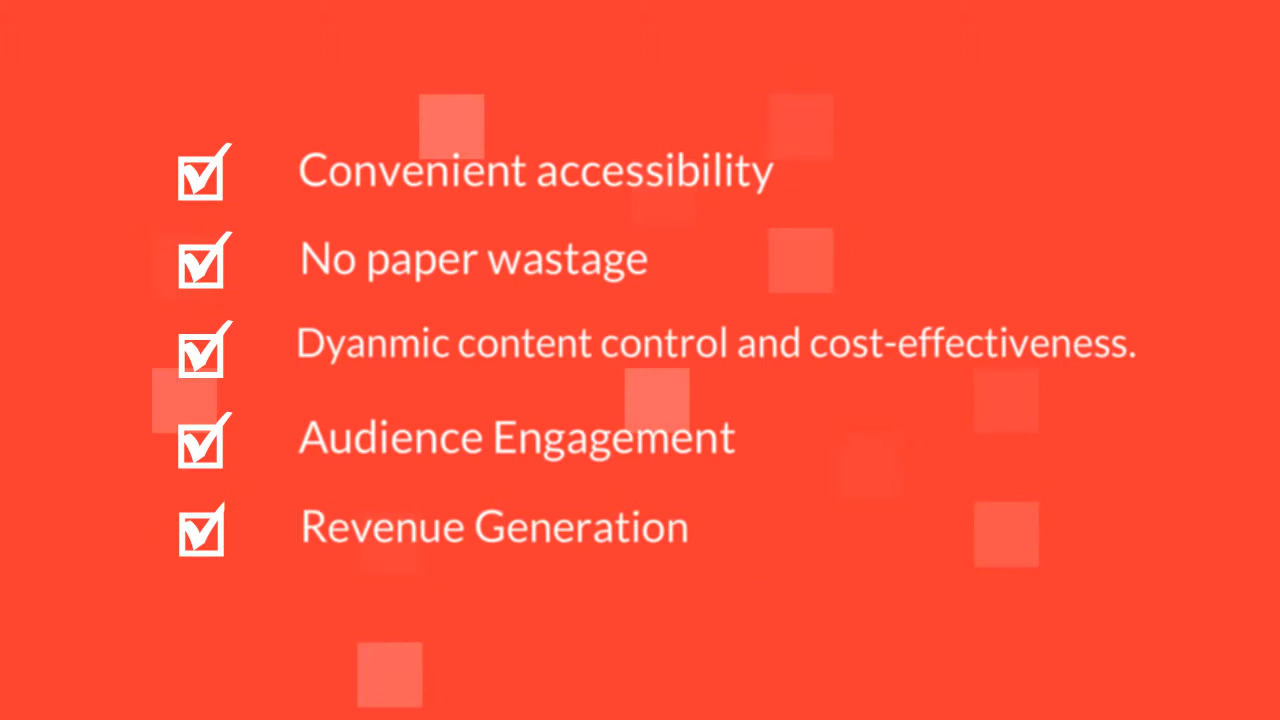 Convenient accessibility
No paper wastage
Dyanmic content control and cost-effectiveness.
Audience Engagement
Revenue Generation